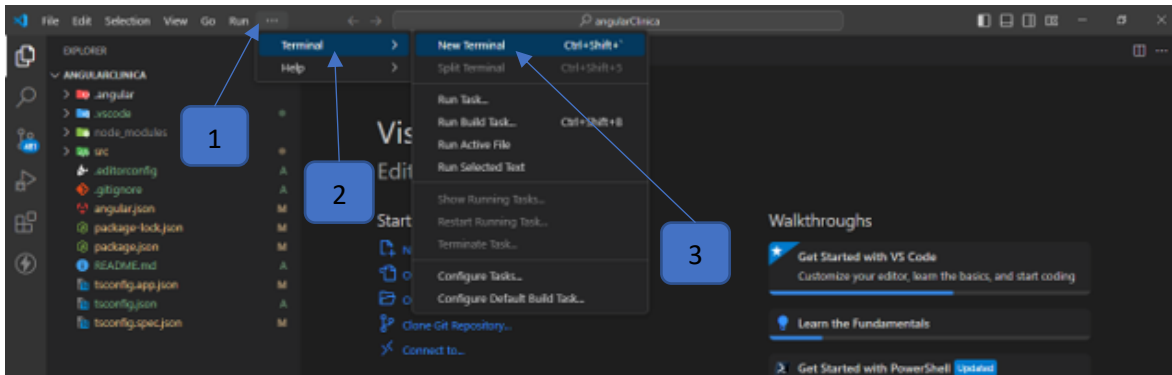 File Edit Selection View Go Run ... angularClinica
EXPLORER
ANGULARCLINICA
.angular
.vscode
node_modules
src
.editorconfig A
.gitignore A
angular.json M
package-lock.json M
package.json M
README.md A
tsconfig.app.json M
tsconfig.json A
tsconfig.spec.json M
Terminal
Help
New Terminal Ctrl+Shift+`
Split Terminal Ctrl+Shift+5
Run Task...
Run Build Task... Ctrl+Shift+B
Run Active File
Run Selected Text
Show Running Tasks...
Restart Running Task...
Terminate Task...
Configure Tasks...
Configure Default Build Task...
1
2
3
Vis
Edit
Start
N
O
O
Clone Git Repository...
Connect to...
Walkthroughs
Get Started with VS Code
Customize your editor, learn the basics, and start coding
Learn the Fundamentals
Get Started with PowerShell Updated